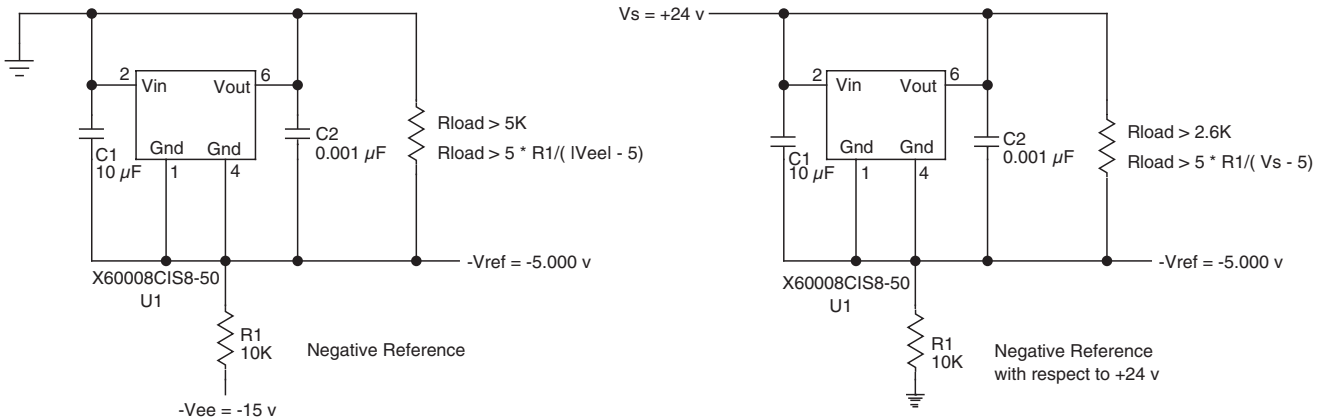 Vs = +24 v
2
Vin
Vout
6
Gnd
Gnd
1
4
C1
10 µF
C2
0.001 µF
Rload > 5K
Rload > 5 * R1/( |Vee| - 5)
-Vref = -5.000 v
X60008CIS8-50
U1
R1
10K
Negative Reference
-Vee = -15 v
2
Vin
Vout
6
Gnd
Gnd
1
4
C1
10 µF
C2
0.001 µF
Rload > 2.6K
Rload > 5 * R1/( Vs - 5)
-Vref = -5.000 v
X60008CIS8-50
U1
R1
10K
Negative Reference
with respect to +24 v